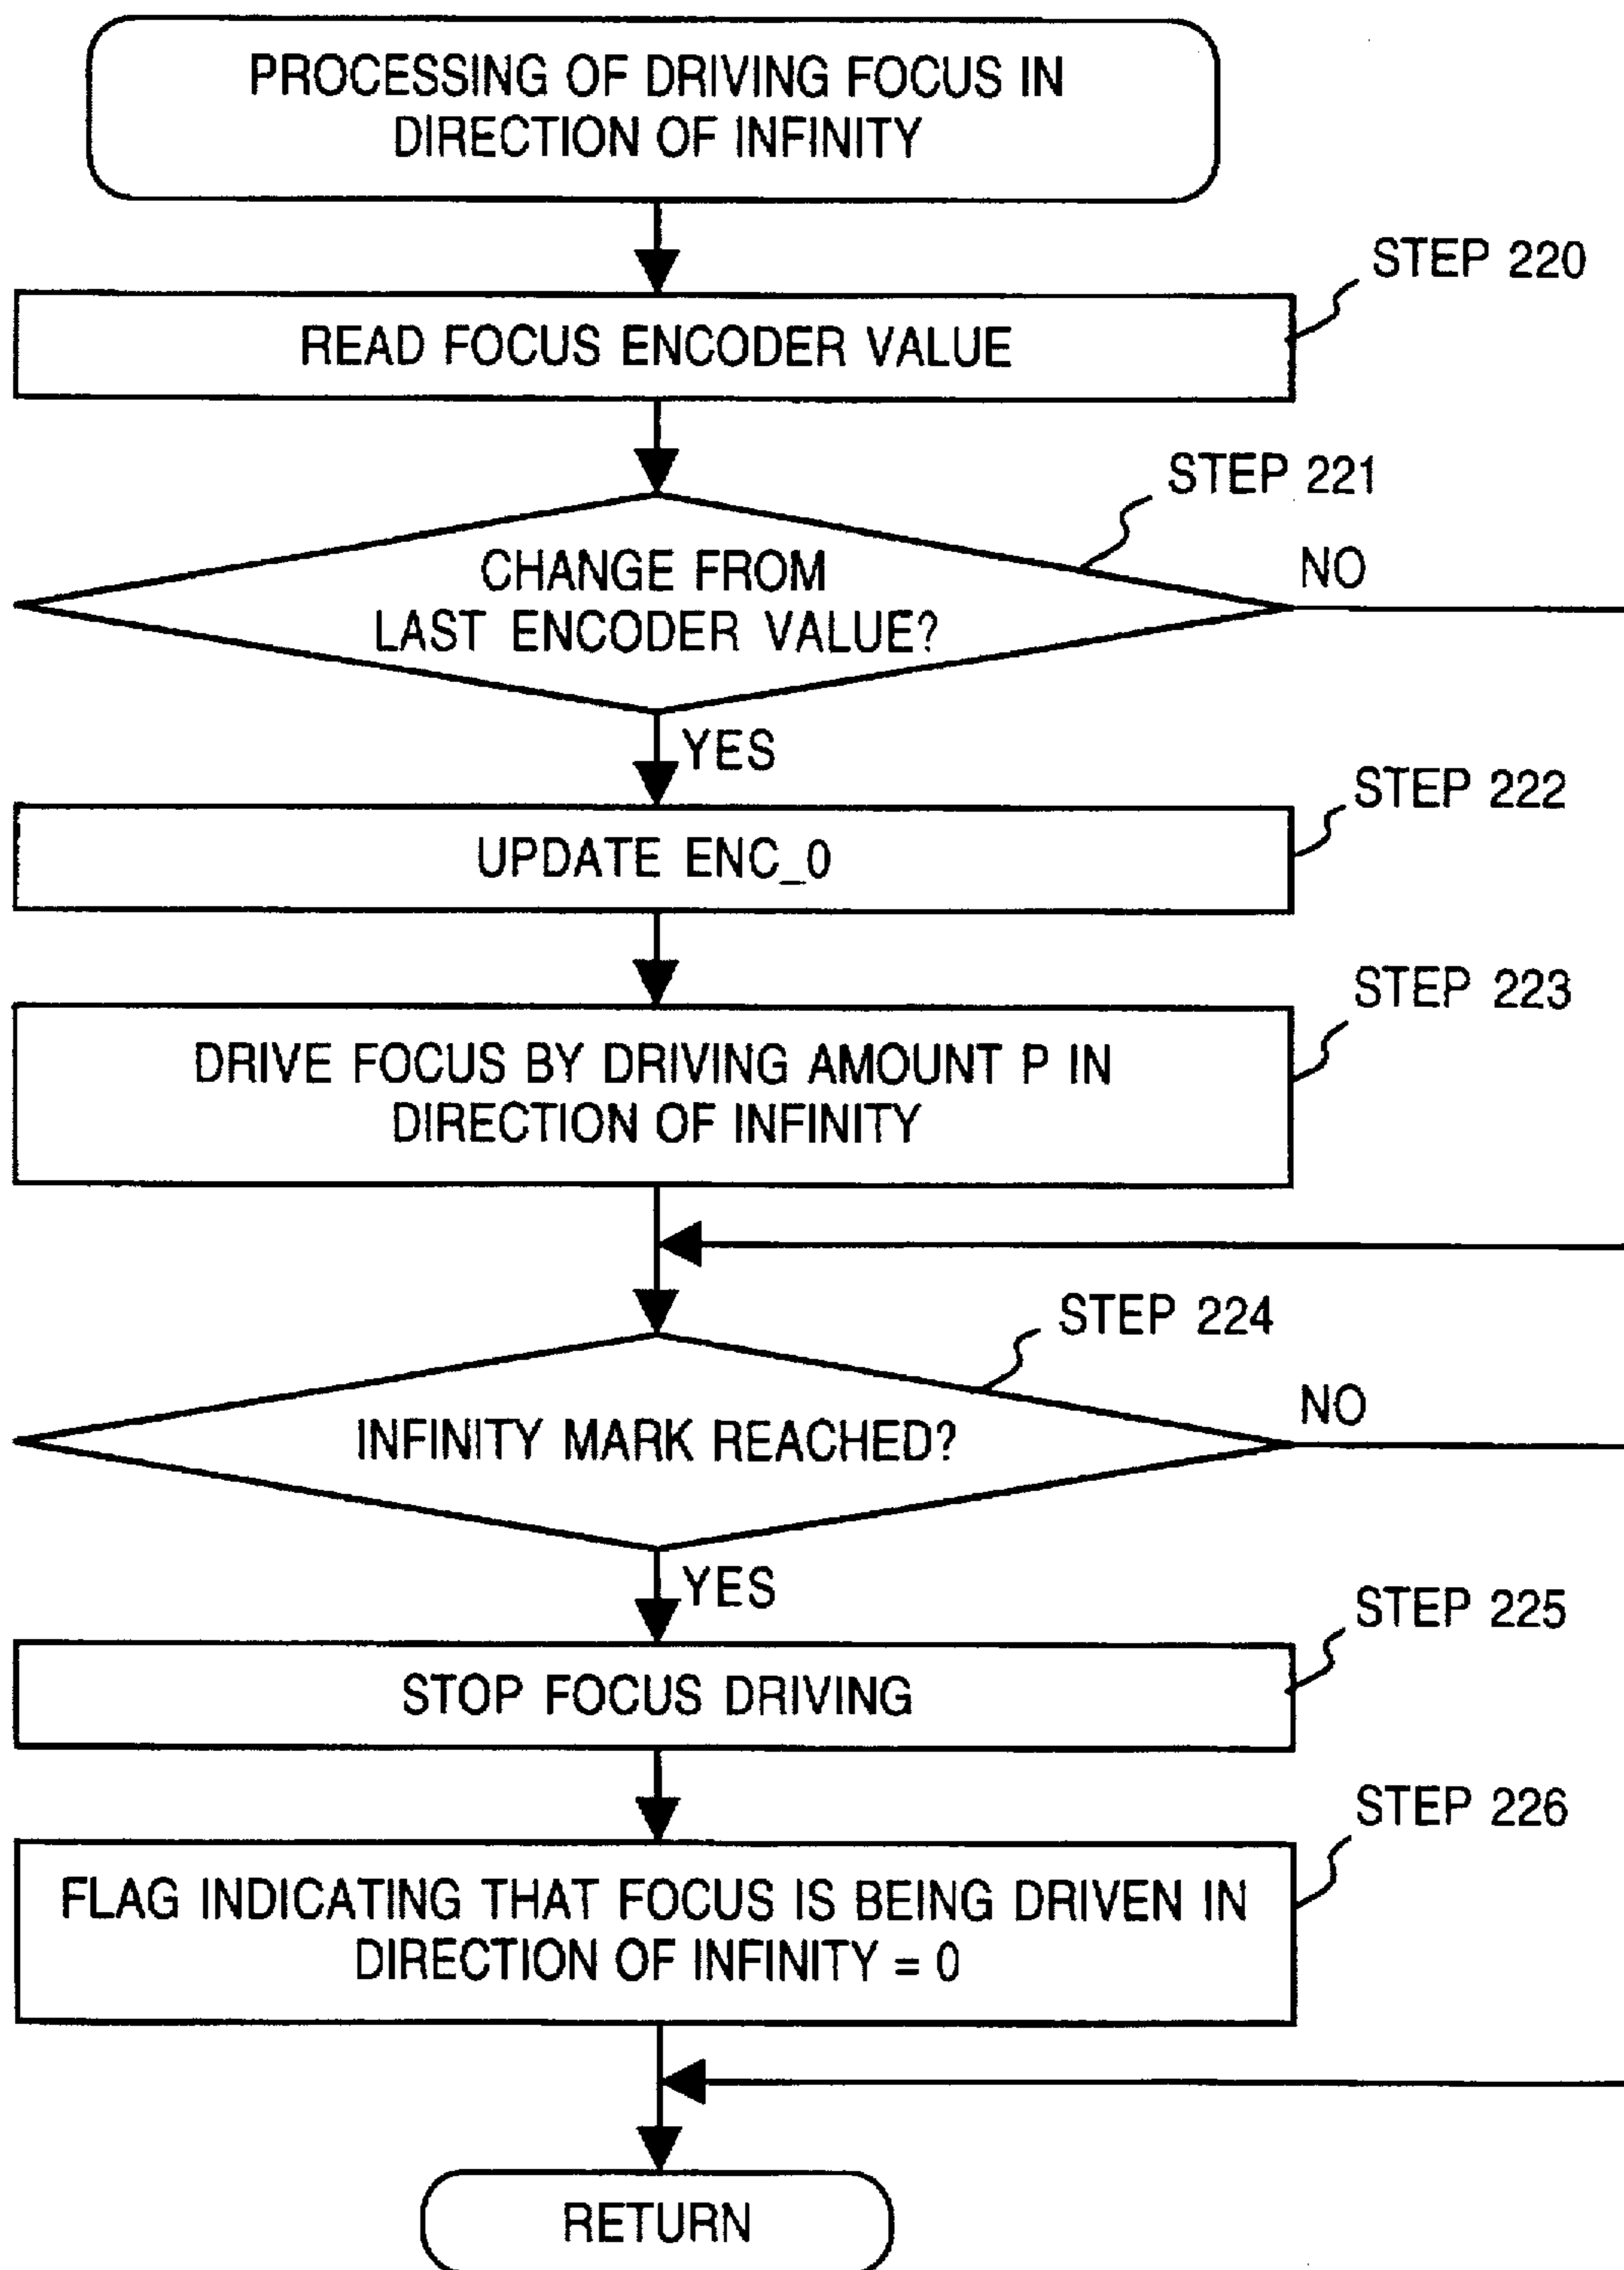 PROCESSING OF DRIVING FOCUS IN
DIRECTION OF INFINITY
STEP 220
READ FOCUS ENCODER VALUE
STEP 221
CHANGE FROM
LAST ENCODER VALUE?
NO
YES
STEP 222
UPDATE ENC_0
STEP 223
DRIVE FOCUS BY DRIVING AMOUNT P IN
DIRECTION OF INFINITY
STEP 224
INFINITY MARK REACHED?
NO
YES
STEP 225
STOP FOCUS DRIVING
STEP 226
FLAG INDICATING THAT FOCUS IS BEING DRIVEN IN
DIRECTION OF INFINITY = 0
RETURN